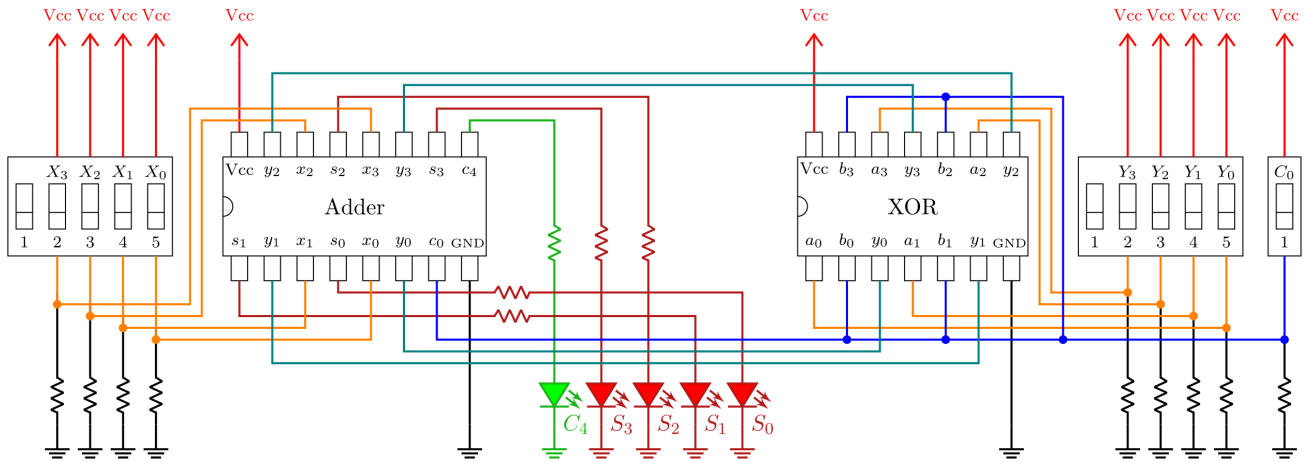 Vcc Vcc Vcc Vcc Vcc Vcc Vcc Vcc Vcc Vcc Vcc
X₃ X₂ X₁ X₀
1 2 3 4 5
Vcc y₂ x₂ s₂ x₃ y₃ s₃ c₄
Adder
s₁ y₁ x₁ s₀ x₀ y₀ c₀ GND
Vcc b₃ a₃ y₃ b₂ a₂ y₂
XOR
a₀ b₀ y₀ a₁ b₁ y₁ GND
Y₃ Y₂ Y₁ Y₀
1 2 3 4 5
C₀
1
C₄ S₃ S₂ S₁ S₀